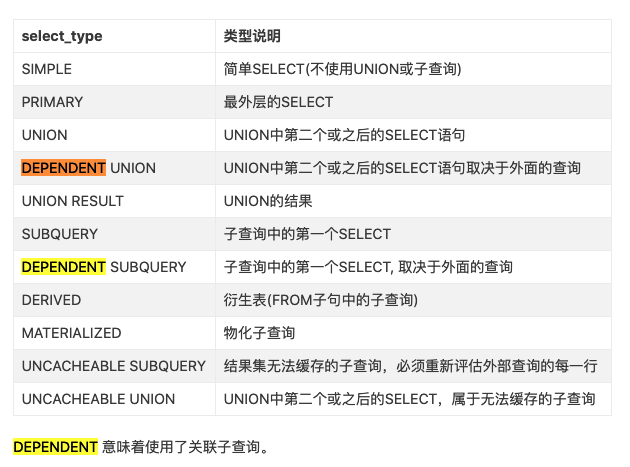 select_type 类型说明
SIMPLE 简单SELECT(不使用UNION或子查询)
PRIMARY 最外层的SELECT
UNION UNION中第二个或之后的SELECT语句
DEPENDENT UNION UNION中第二个或之后的SELECT语句取决于外面的查询
UNION RESULT UNION的结果
SUBQUERY 子查询中的第一个SELECT
DEPENDENT SUBQUERY 子查询中的第一个SELECT, 取决于外面的查询
DERIVED 衍生表(FROM子句中的子查询)
MATERIALIZED 物化子查询
UNCACHEABLE SUBQUERY 结果集无法缓存的子查询，必须重新评估外部查询的每一行
UNCACHEABLE UNION UNION中第二个或之后的SELECT，属于无法缓存的子查询
DEPENDENT 意味着使用了关联子查询。